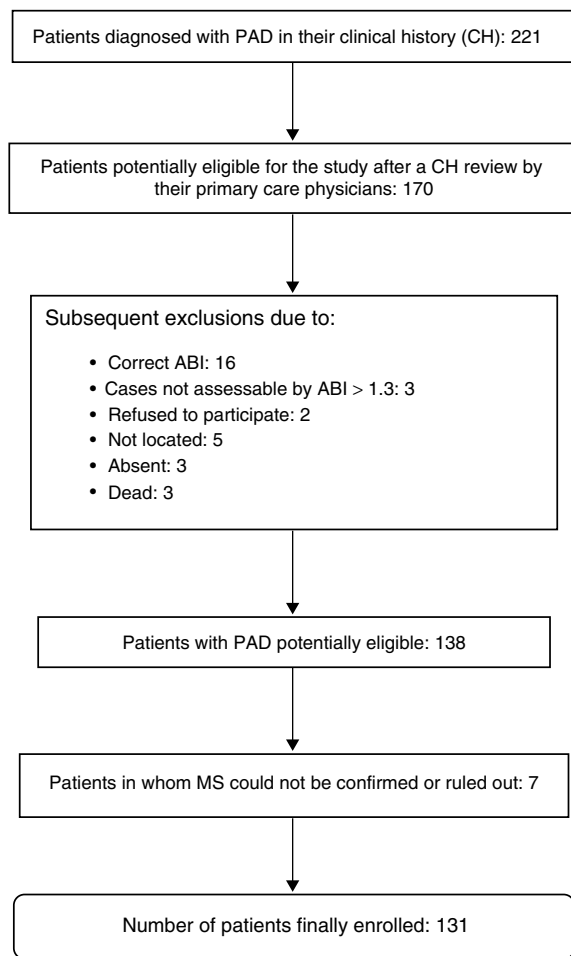 Patients diagnosed with PAD in their clinical history (CH): 221
Patients potentially eligible for the study after a CH review by
their primary care physicians: 170
Subsequent exclusions due to:
• Correct ABI: 16
• Cases not assessable by ABI > 1.3: 3
• Refused to participate: 2
• Not located: 5
• Absent: 3
• Dead: 3
Patients with PAD potentially eligible: 138
Patients in whom MS could not be confirmed or ruled out: 7
Number of patients finally enrolled: 131